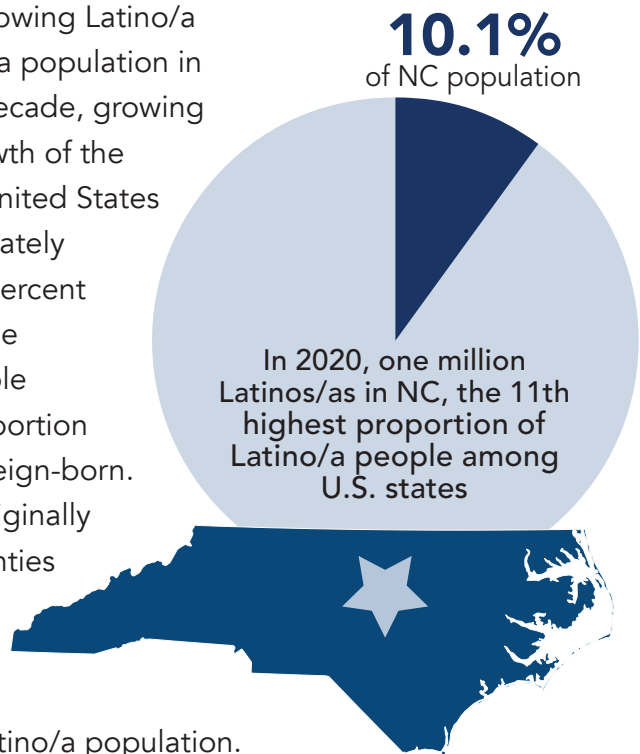 owing Latino/a
a population in
ecade, growing
wth of the
nited States
ately
ercent
e
le
portion
eign-born.
iginally
nties
tino/a population.
10.1%
of NC population
In 2020, one million
Latinos/as in NC, the 11th
highest proportion of
Latino/a people among
U.S. states